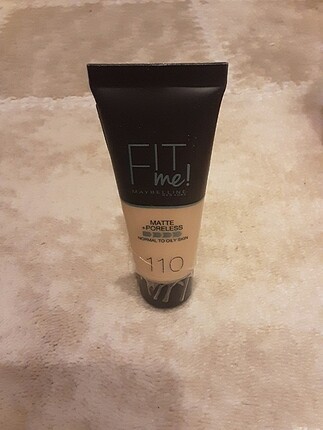 FIT
me!
MAYBELLINE
MATTE
+PORELESS
NORMAL TO OILY SKIN
110